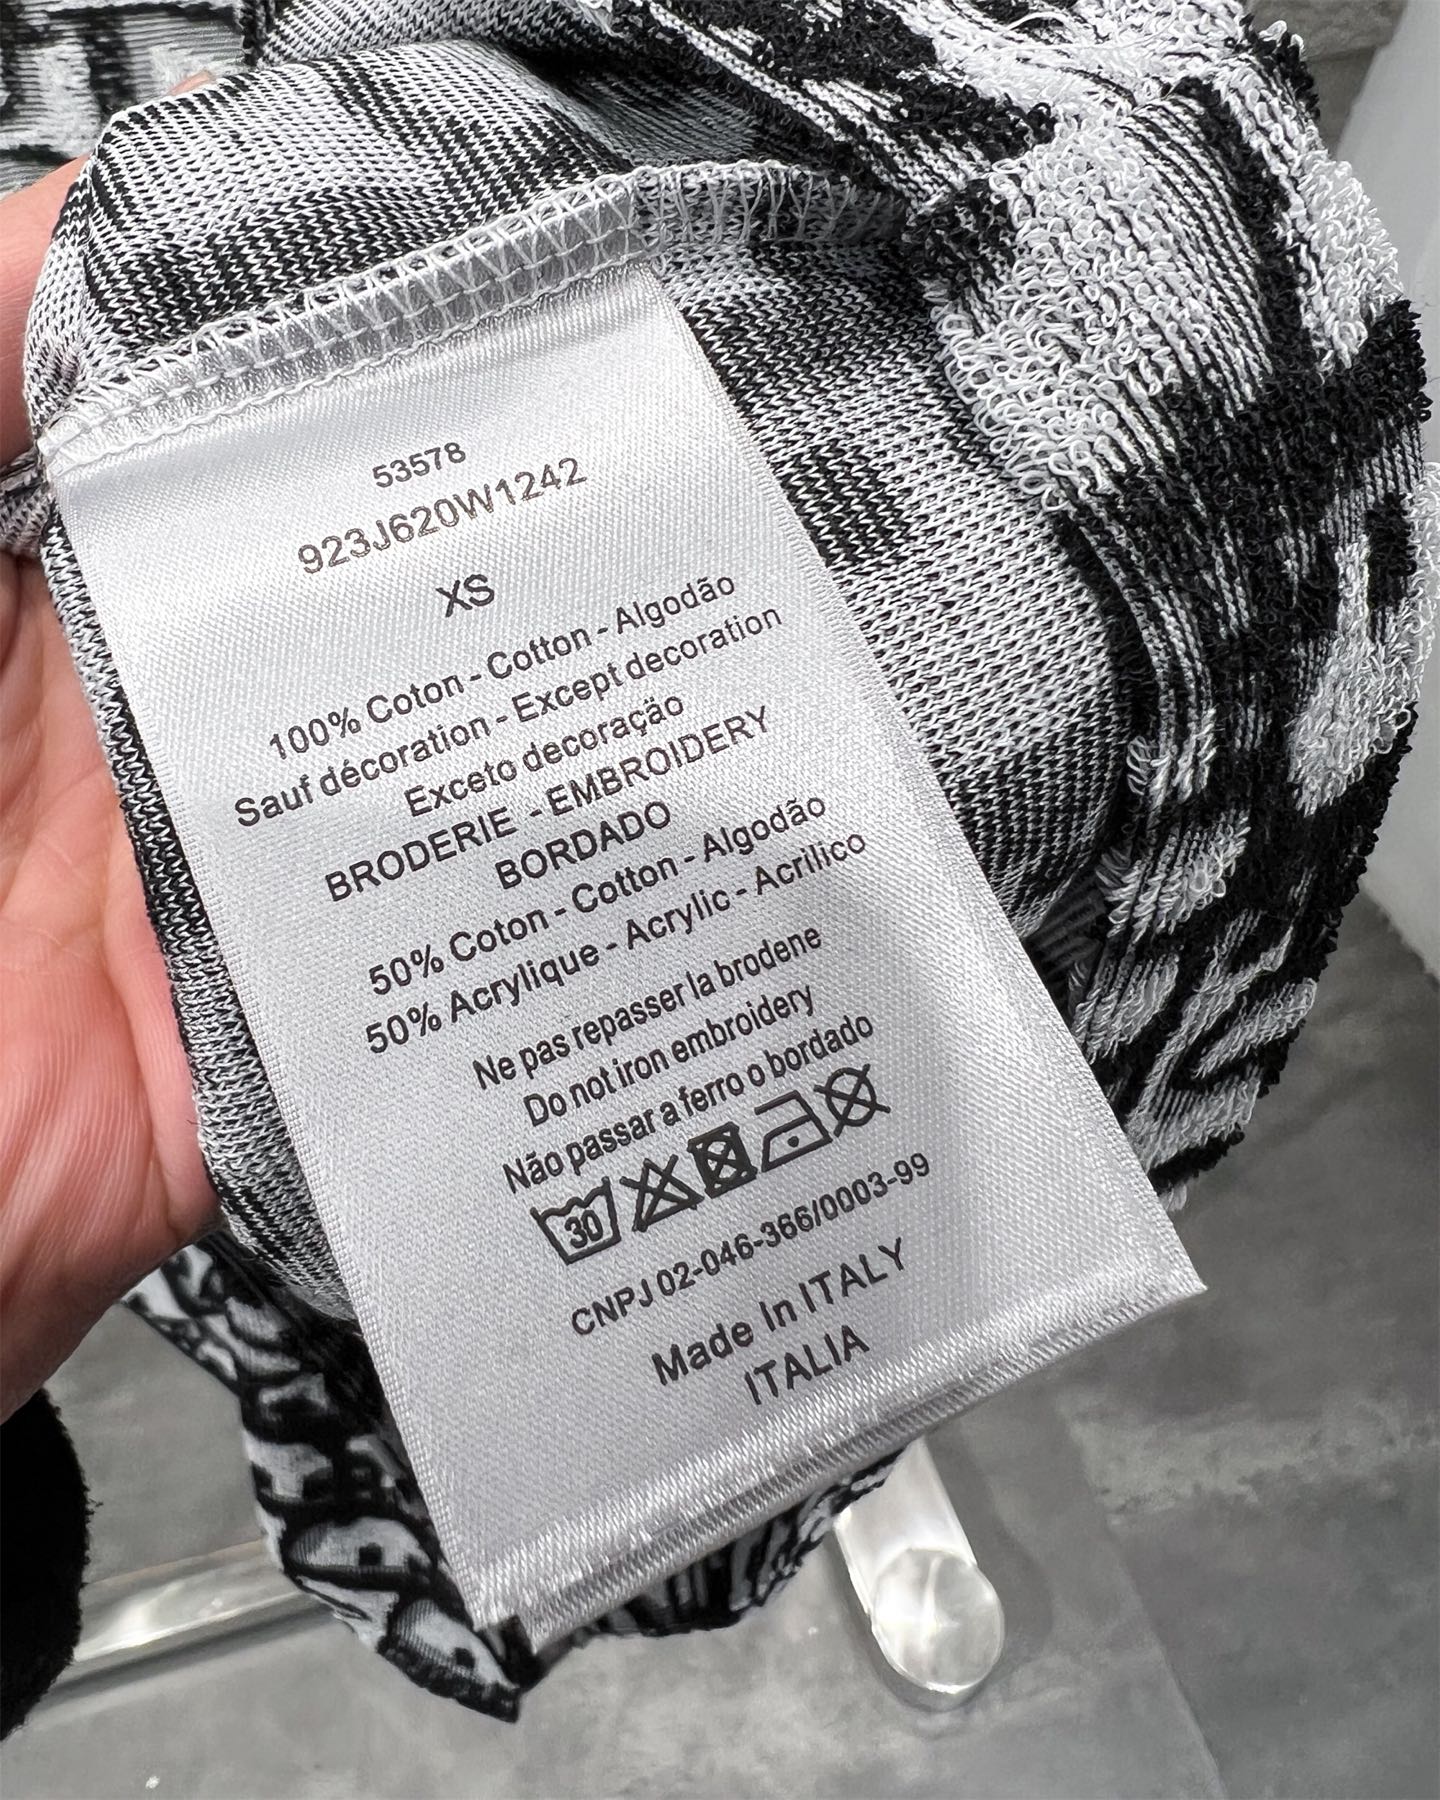 53578
923J620W1242
XS
100% Coton - Cotton - Algodão
Sauf décoration - Except decoration
Exceto decoração
BRODERIE - EMBROIDERY
BORDADO
50% Coton - Cotton - Algodão
50% Acrylique - Acrylic - Acrilico
Ne pas repasser la brodene
Do not iron embroidery
Não passar a ferro o bordado
30
CNPJ 02-046-366/0003-99
Made In ITALY
ITALIA